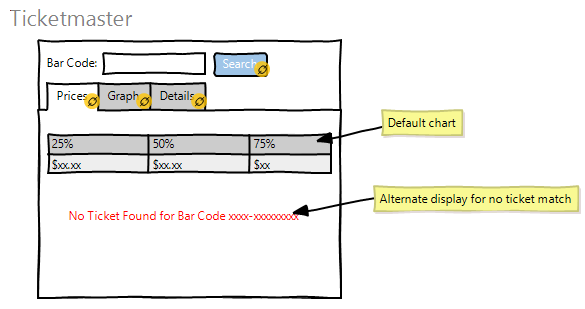 Ticketmaster
Bar Code:
Search
Prices
Graph
Details
Default chart
25% 50% 75%
$xx.xx $xx.xx $xx
Alternate display for no ticket match
No Ticket Found for Bar Code xxxx-xxxxxxxx